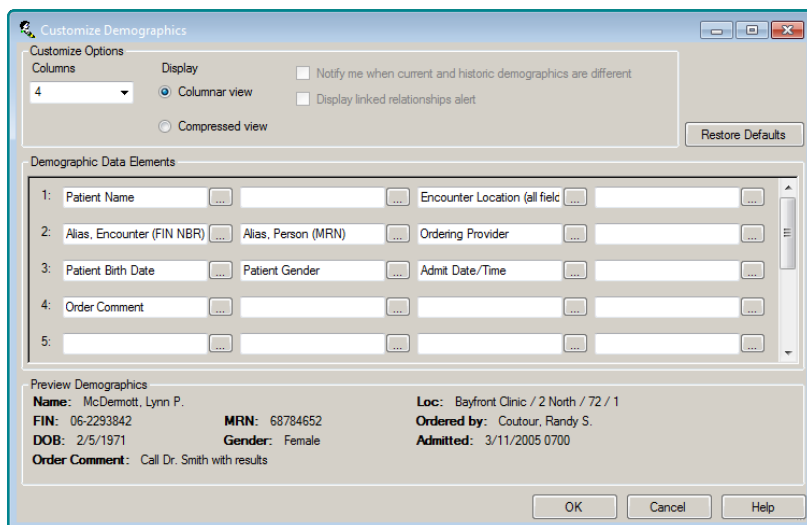 Customize Demographics
Customize Options
Columns Display
4 Columnar view Notify me when current and historic demographics are different
Display linked relationships alert
Compressed view
Restore Defaults
Demographic Data Elements
1: Patient Name ... ... Encounter Location (all field ... ...
2: Alias, Encounter (FIN NBR) ... Alias, Person (MRN) ... Ordering Provider ... ...
3: Patient Birth Date ... Patient Gender ... Admit Date/Time ... ...
4: Order Comment ... ... ... ...
5: ... ... ... ...
Preview Demographics
Name: McDermott, Lynn P. Loc: Bayfront Clinic / 2 North / 72 / 1
FIN: 06-2293842 MRN: 68784652 Ordered by: Coutour, Randy S.
DOB: 2/5/1971 Gender: Female Admitted: 3/11/2005 0700
Order Comment: Call Dr. Smith with results
OK Cancel Help